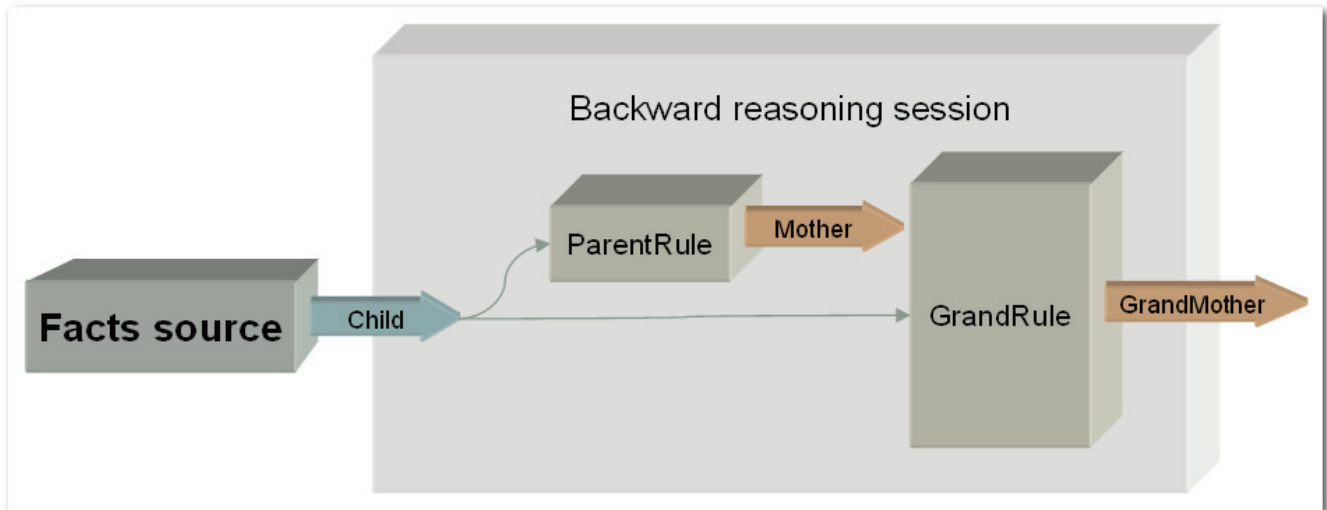 Backward reasoning session
Facts source
Child
ParentRule
Mother
GrandRule
GrandMother